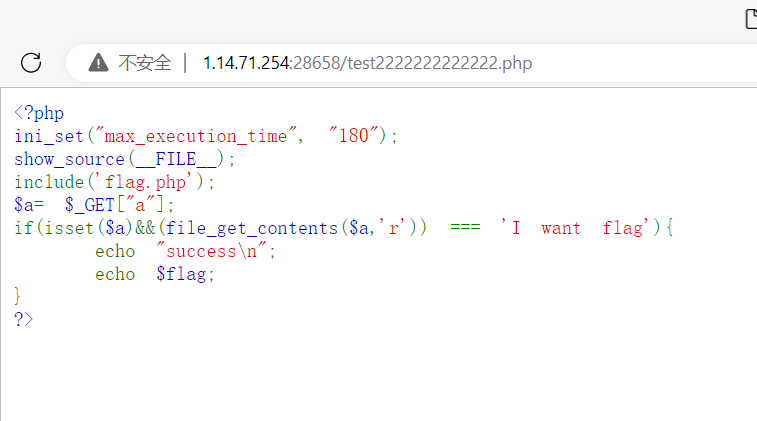 不安全 | 1.14.71.254:28658/test2222222222222.php
<?php
ini_set("max_execution_time", "180");
show_source(__FILE__);
include('flag.php');
$a= $_GET["a"];
if(isset($a)&&(file_get_contents($a,'r')) === 'I want flag'){
        echo "success\n";
        echo $flag;
}
?>